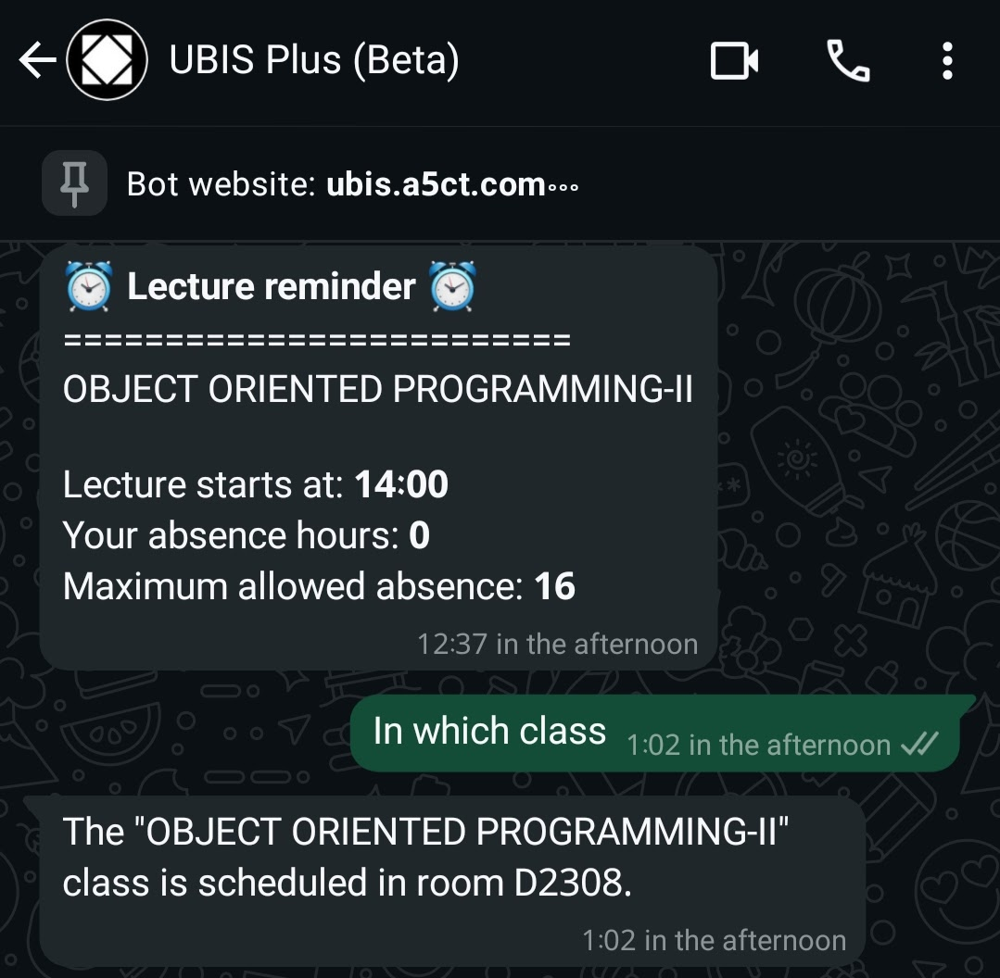 UBIS Plus (Beta)
Bot website: ubis.a5ct.com...
⏰ Lecture reminder ⏰
=========================
OBJECT ORIENTED PROGRAMMING-II
Lecture starts at: 14:00
Your absence hours: 0
Maximum allowed absence: 16
12:37 in the afternoon
In which class
1:02 in the afternoon
The "OBJECT ORIENTED PROGRAMMING-II"
class is scheduled in room D2308.
1:02 in the afternoon